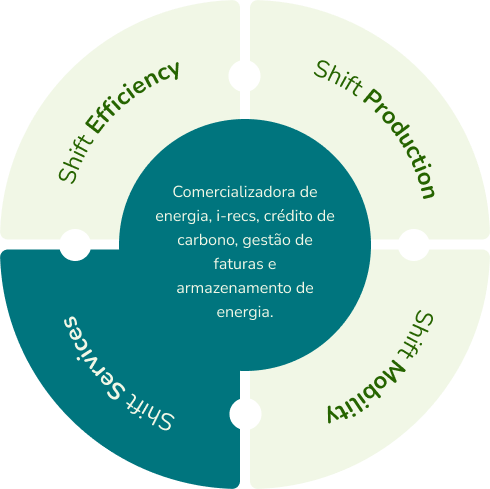 Shift Efficiency
Shift Production
Comercializadora de
energia, i-recs, crédito de
carbono, gestão de
faturas e
armazenamento de
energia.
Shift Services
Shift Mobility